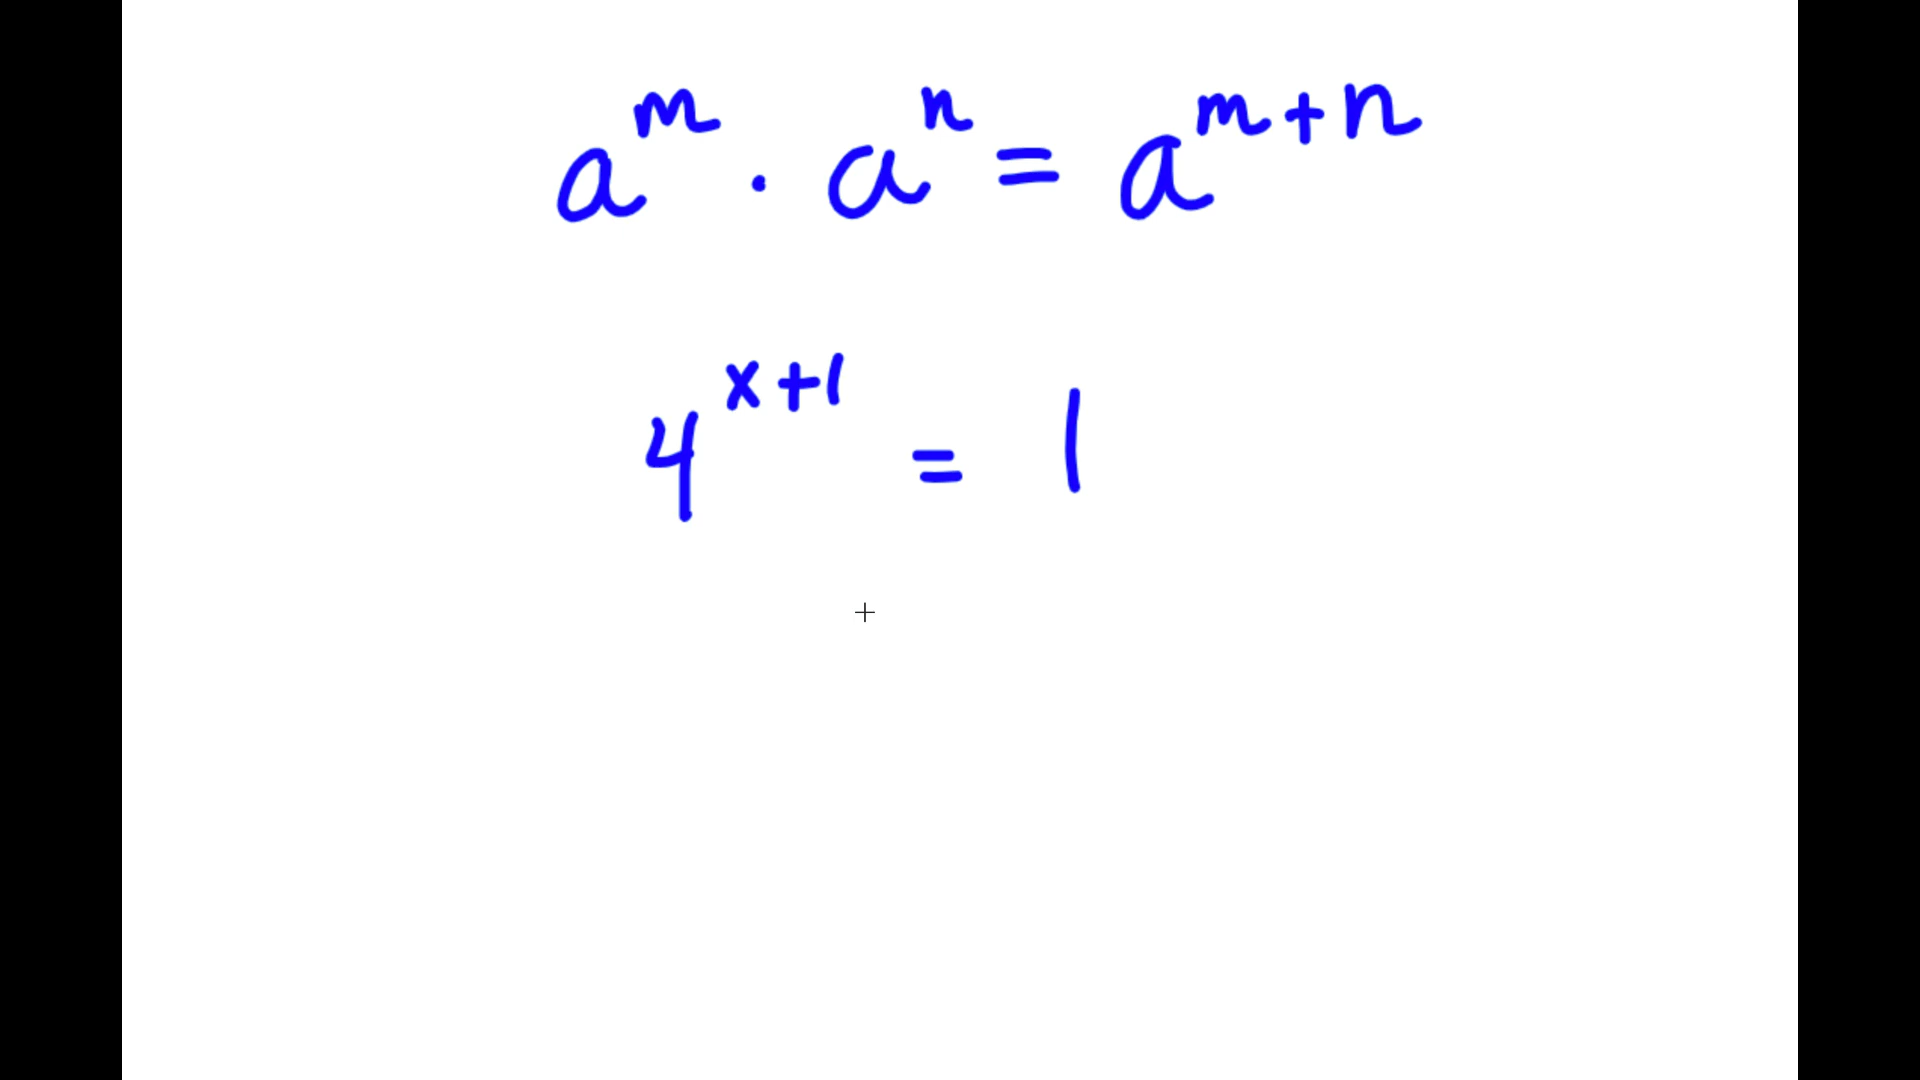 a^m · a^n = a^{m+n}
4^{x+1} = 1